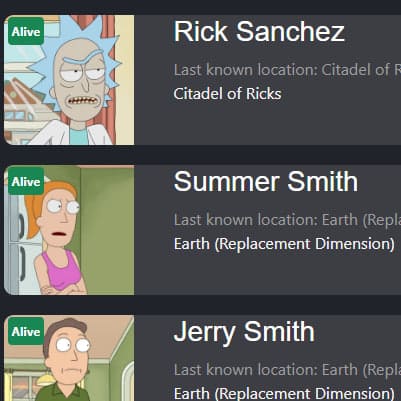 Alive
Rick Sanchez
Last known location: Citadel of R
Citadel of Ricks
Alive
Summer Smith
Last known location: Earth (Repla
Earth (Replacement Dimension)
Alive
Jerry Smith
Last known location: Earth (Repla
Earth (Replacement Dimension)